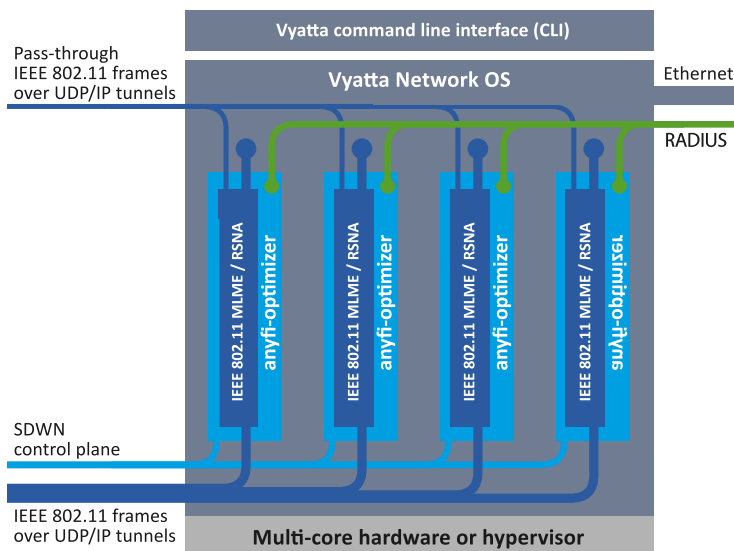 Vyatta command line interface (CLI)
Pass-through
IEEE 802.11 frames
over UDP/IP tunnels
Vyatta Network OS
Ethernet
RADIUS
IEEE 802.11 MLME / RSNA
anyfi-optimizer
IEEE 802.11 MLME / RSNA
anyfi-optimizer
IEEE 802.11 MLME / RSNA
anyfi-optimizer
IEEE 802.11 MLME / RSNA
anyfi-optimizer
SDWN
control plane
IEEE 802.11 frames
over UDP/IP tunnels
Multi-core hardware or hypervisor